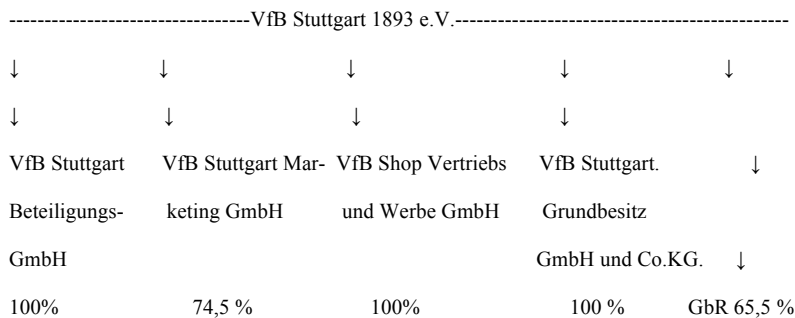 ---------------------------------VfB Stuttgart 1893 e.V.----------------------------------------------
↓ ↓ ↓ ↓ ↓
↓ ↓ ↓ ↓
VfB Stuttgart VfB Stuttgart Mar- VfB Shop Vertriebs VfB Stuttgart. ↓
Beteiligungs- keting GmbH und Werbe GmbH Grundbesitz
GmbH GmbH und Co.KG. ↓
100% 74,5 % 100% 100 % GbR 65,5 %